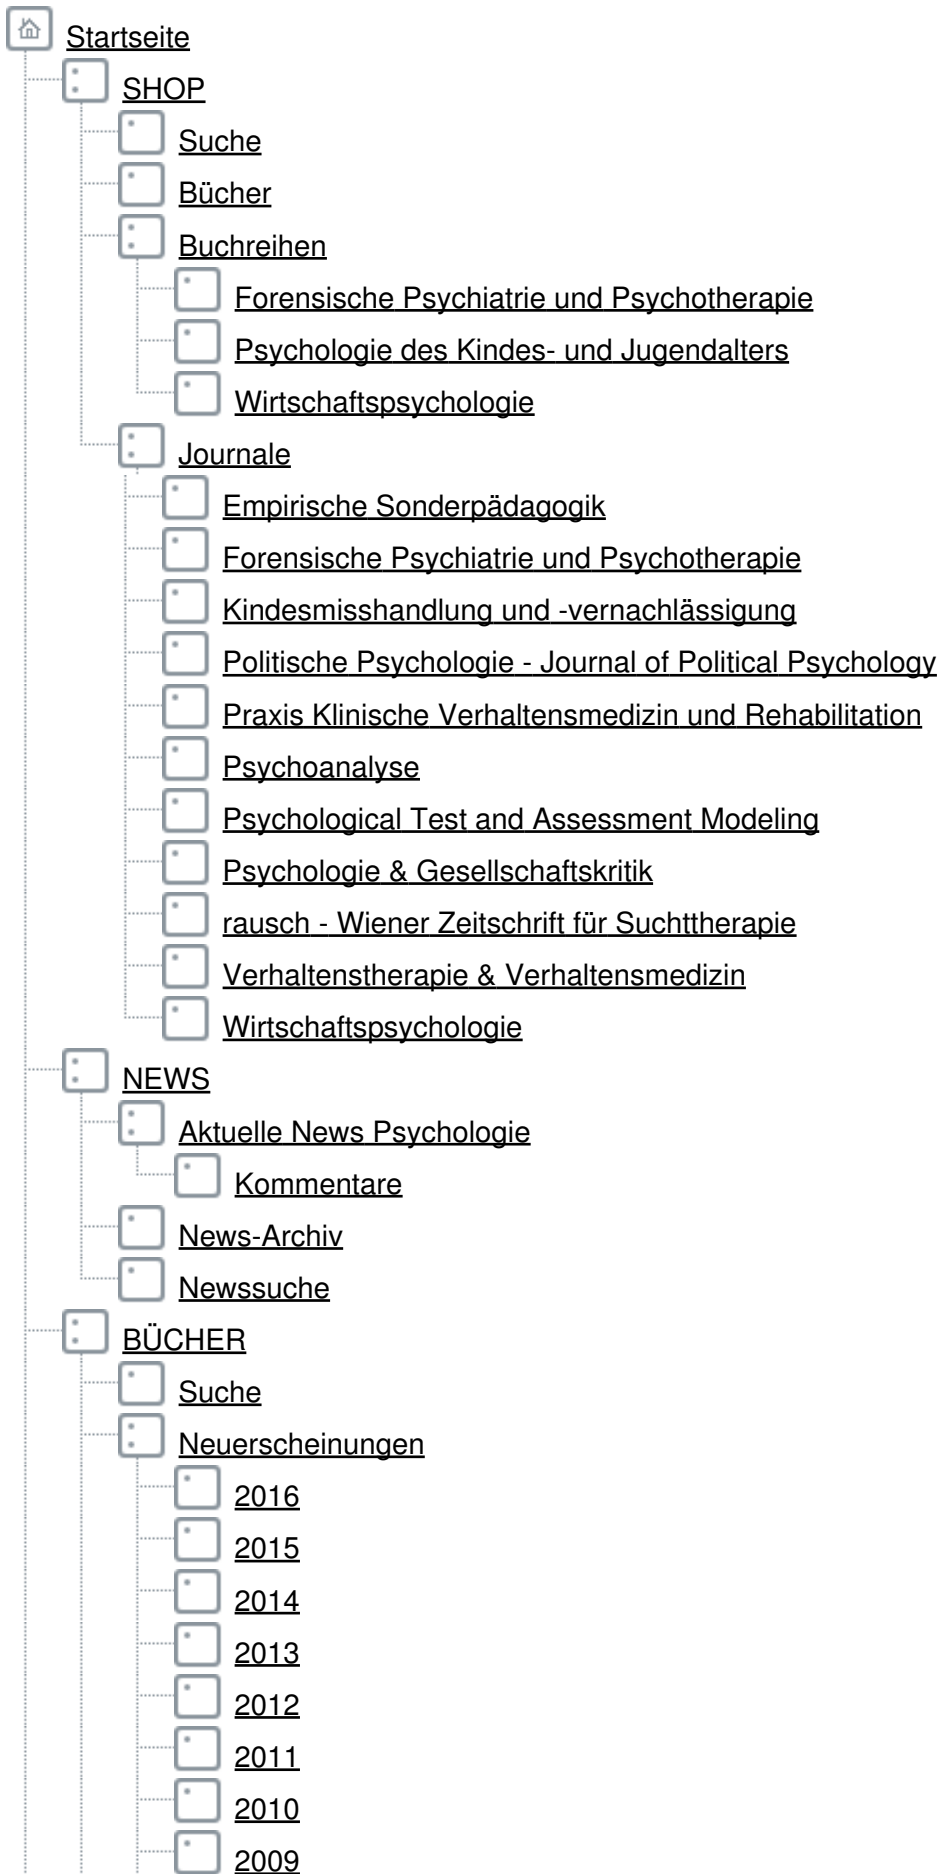 Startseite
SHOP
Suche
Bücher
Buchreihen
Forensische Psychiatrie und Psychotherapie
Psychologie des Kindes- und Jugendalters
Wirtschaftspsychologie
Journale
Empirische Sonderpädagogik
Forensische Psychiatrie und Psychotherapie
Kindesmisshandlung und -vernachlässigung
Politische Psychologie - Journal of Political Psychology
Praxis Klinische Verhaltensmedizin und Rehabilitation
Psychoanalyse
Psychological Test and Assessment Modeling
Psychologie & Gesellschaftskritik
rausch - Wiener Zeitschrift für Suchttherapie
Verhaltenstherapie & Verhaltensmedizin
Wirtschaftspsychologie
NEWS
Aktuelle News Psychologie
Kommentare
News-Archiv
Newssuche
BÜCHER
Suche
Neuerscheinungen
2016
2015
2014
2013
2012
2011
2010
2009